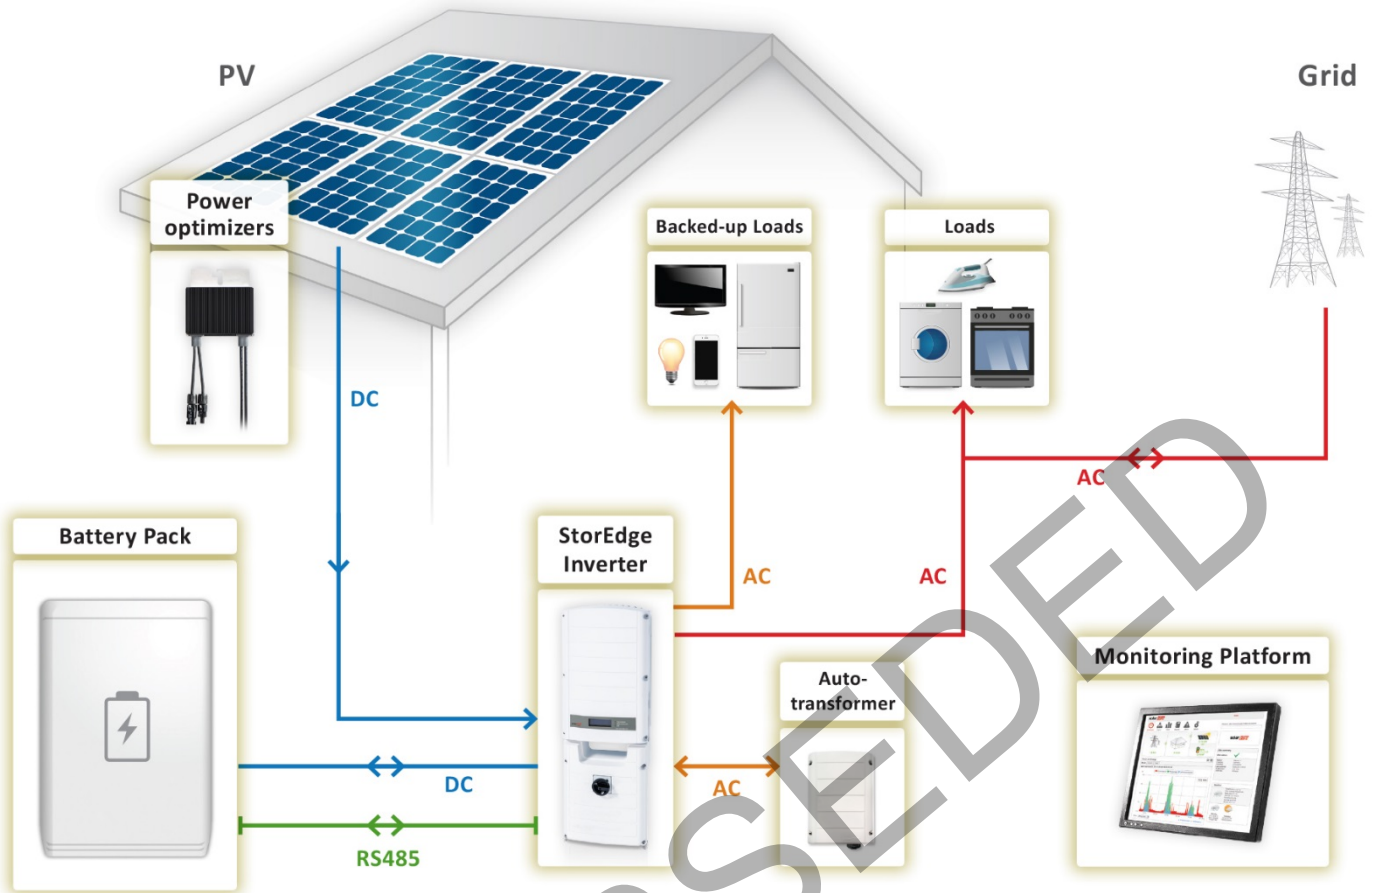 PV
Grid
Power
optimizers
Backed-up Loads
Loads
DC
AC
Battery Pack
StorEdge
Inverter
AC
AC
Monitoring Platform
Auto-
transformer
DC
AC
RS485
SEDED